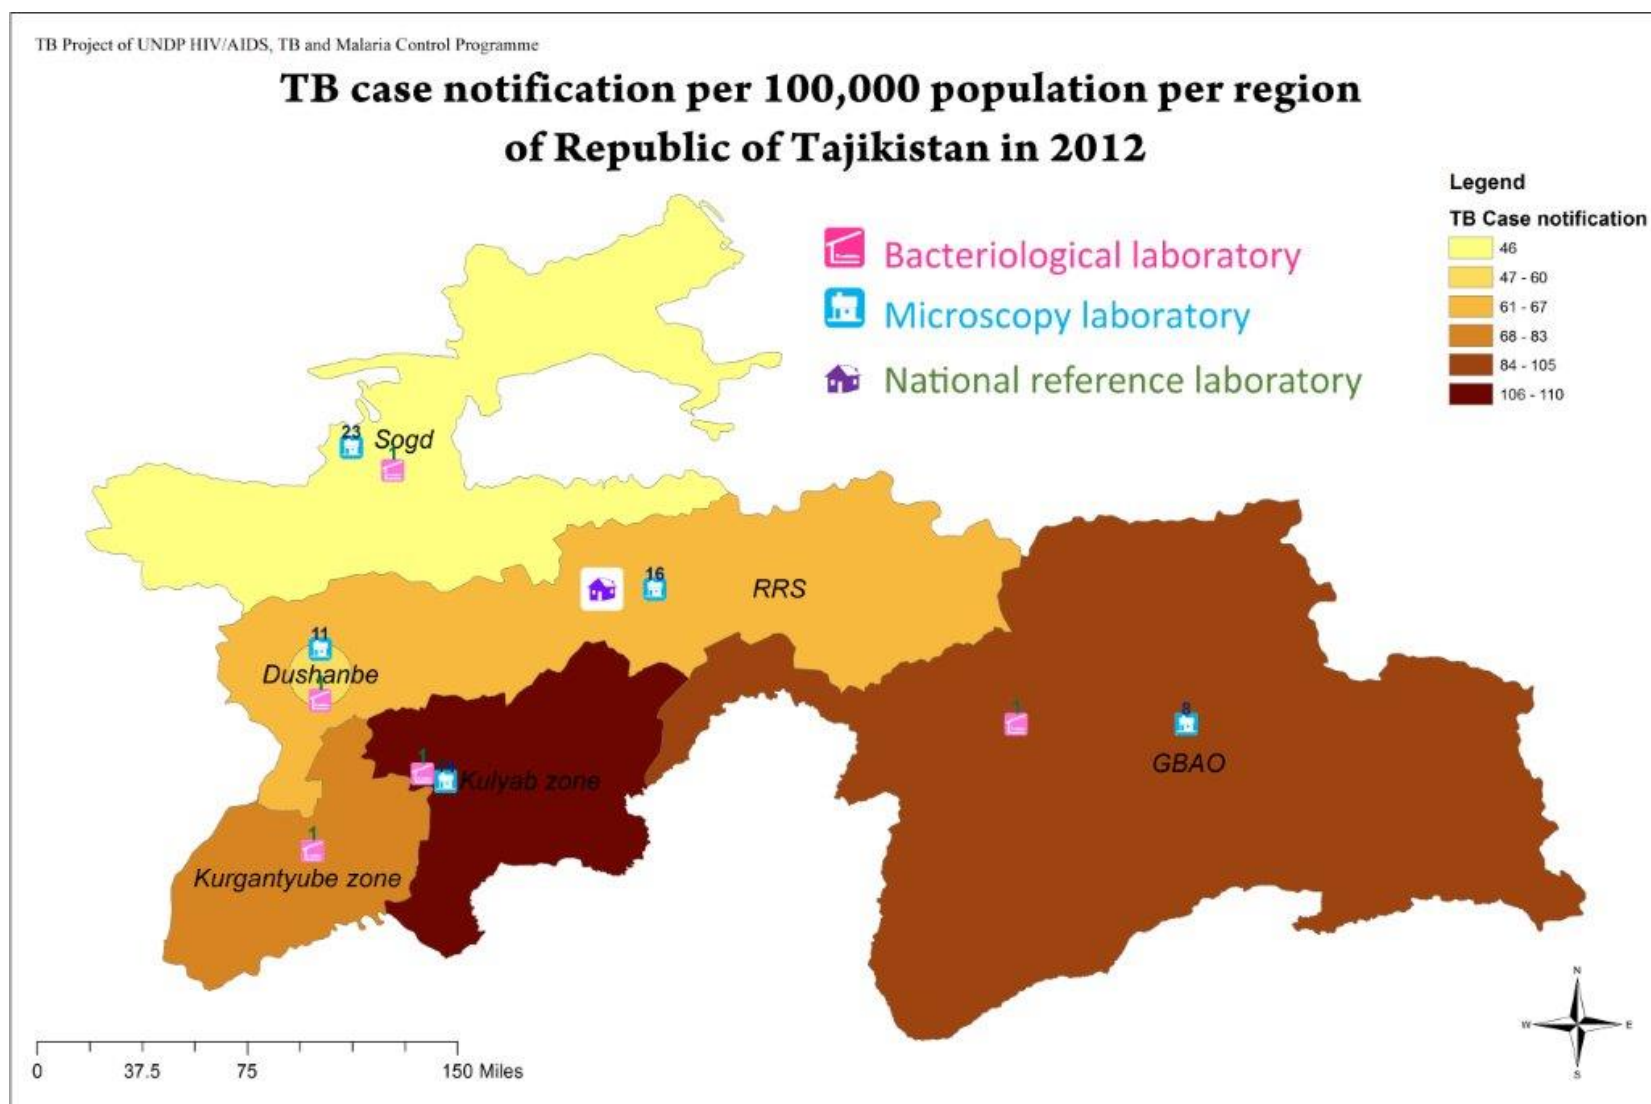 TB Project of UNDP HIV/AIDS, TB and Malaria Control Programme
TB case notification per 100,000 population per region
of Republic of Tajikistan in 2012
Legend
TB Case notification
46
47 - 60
61 - 67
68 - 83
84 - 105
106 - 110
Bacteriological laboratory
Microscopy laboratory
National reference laboratory
23
Sogd
1
16
RRS
11
Dushanbe
1
1
8
GBAO
1
Kulyab zone
1
Kurgantyube zone
N
W
E
S
0
37.5
75
150 Miles